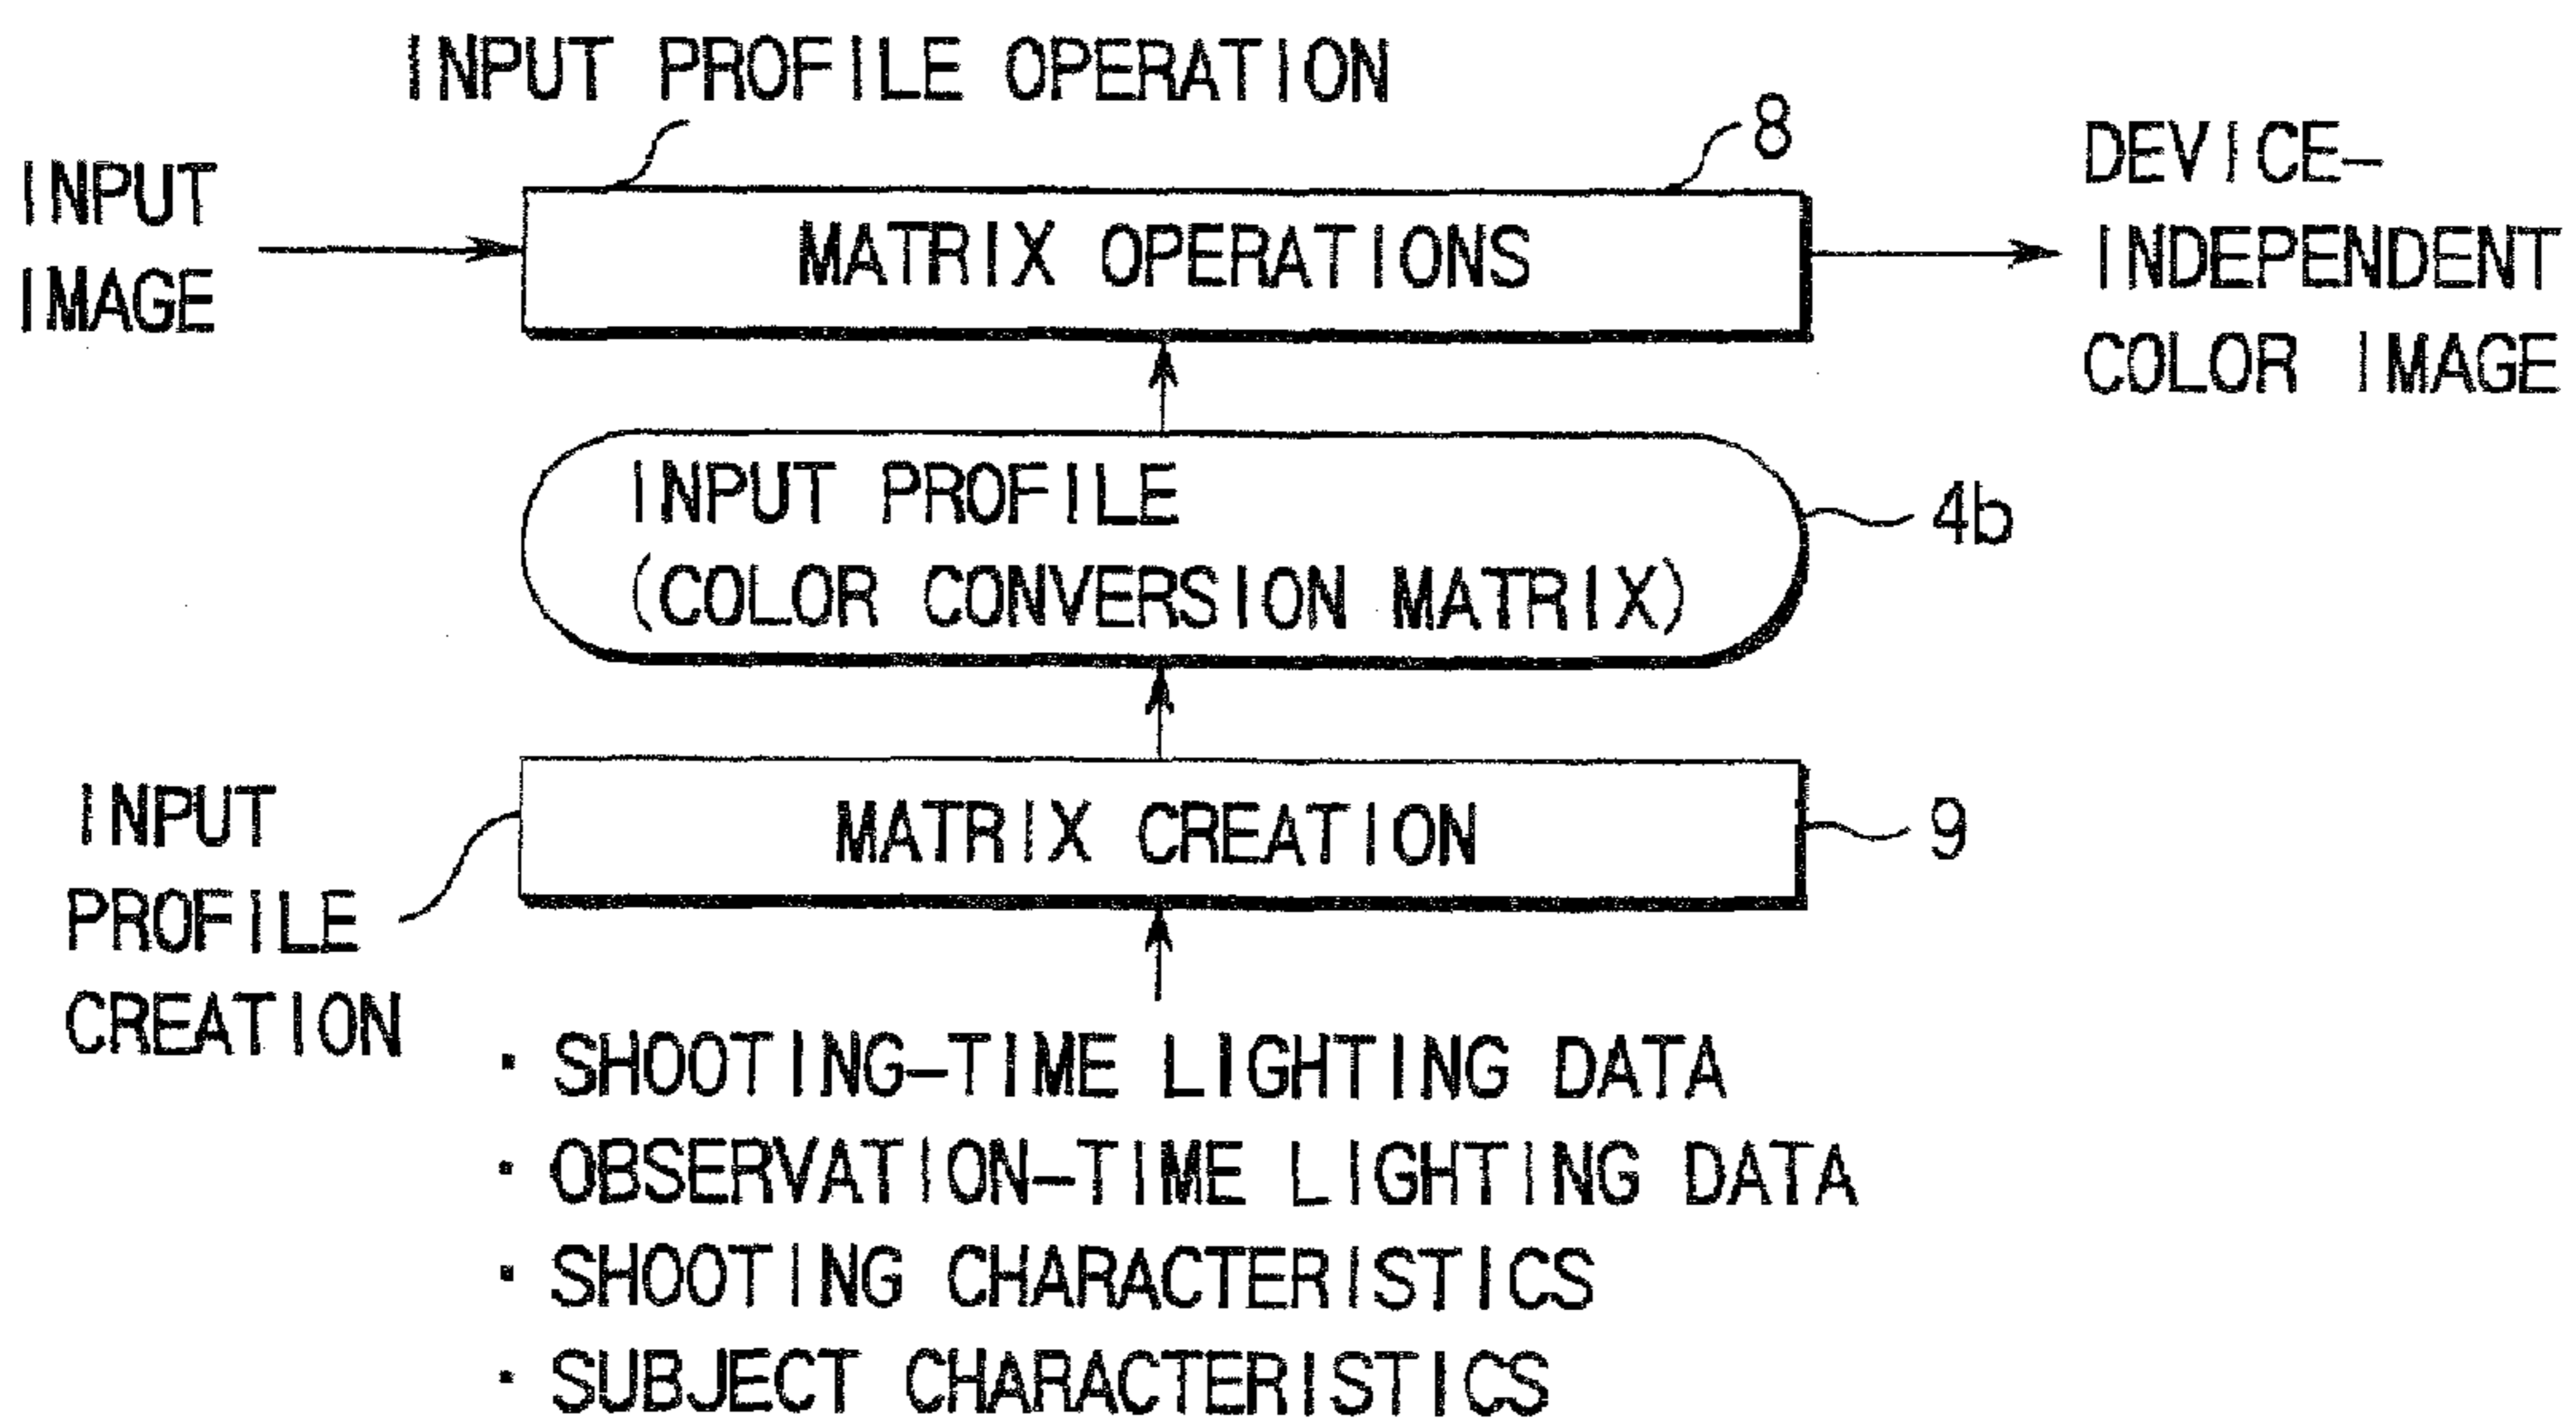 INPUT PROFILE OPERATION
8
INPUT
IMAGE
MATRIX OPERATIONS
DEVICE-
INDEPENDENT
COLOR IMAGE
INPUT PROFILE
(COLOR CONVERSION MATRIX)
4b
INPUT
PROFILE
CREATION
MATRIX CREATION
9
· SHOOTING-TIME LIGHTING DATA
· OBSERVATION-TIME LIGHTING DATA
· SHOOTING CHARACTERISTICS
· SUBJECT CHARACTERISTICS